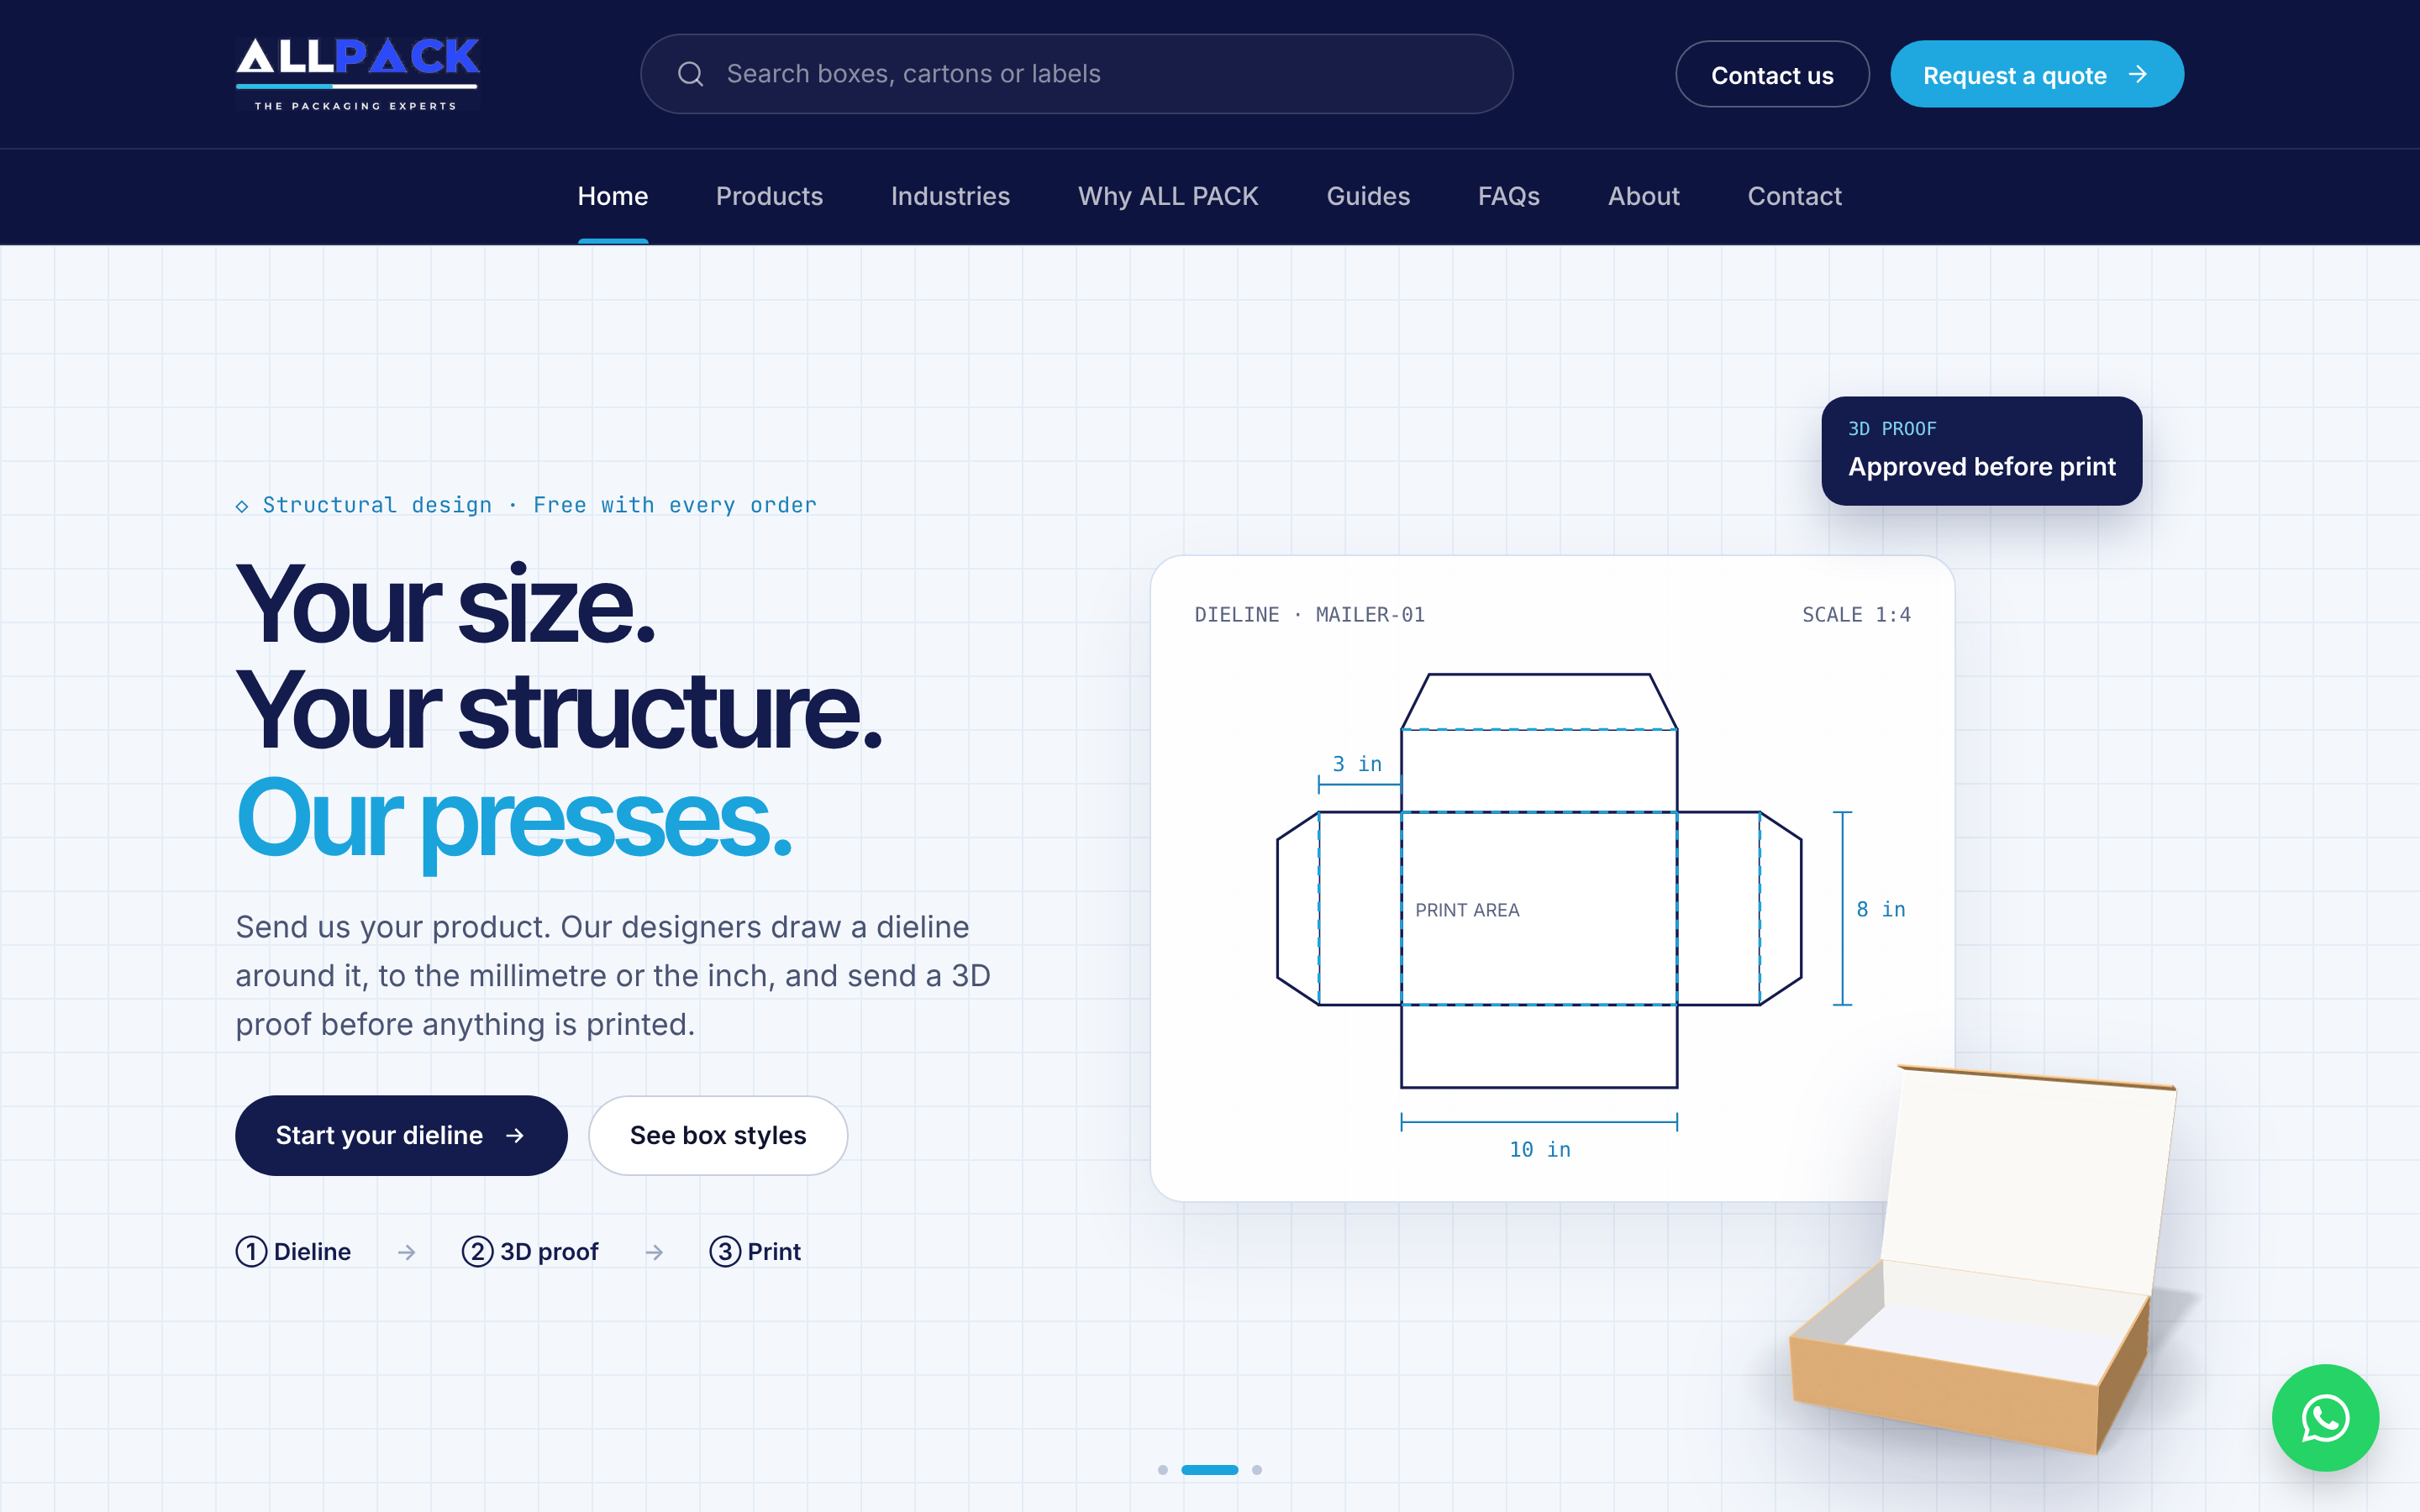 ALLPACK
THE PACKAGING EXPERTS
Search boxes, cartons or labels
Contact us
Request a quote →
Home
Products
Industries
Why ALL PACK
Guides
FAQs
About
Contact
◇ Structural design · Free with every order
Your size.
Your structure.
Our presses.
Send us your product. Our designers draw a dieline
around it, to the millimetre or the inch, and send a 3D
proof before anything is printed.
Start your dieline →
See box styles
① Dieline → ② 3D proof → ③ Print
3D PROOF
Approved before print
DIELINE · MAILER-01
SCALE 1:4
3 in
PRINT AREA
8 in
10 in